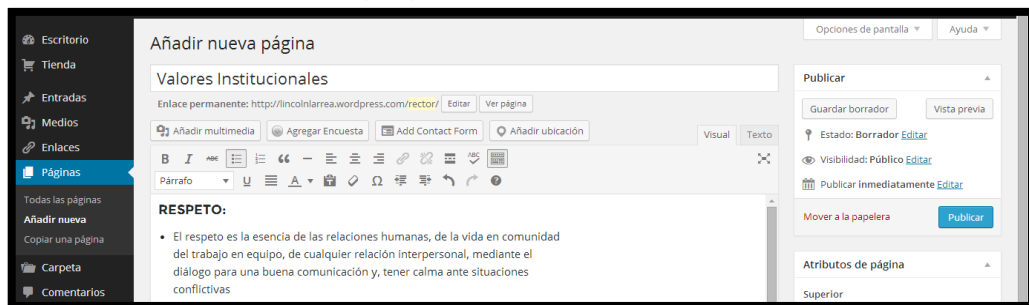 Opciones de pantalla
Ayuda
Escritorio
Tienda
Entradas
Medios
Enlaces
Páginas
Todas las páginas
Añadir nueva
Copiar una página
Carpeta
Comentarios
Añadir nueva página
Valores Institucionales
Enlace permanente: http://lincolnlarrea.wordpress.com/rector/ Editar Ver página
Añadir multimedia Agregar Encuesta Add Contact Form Añadir ubicación
Visual Texto
B I ABC
Párrafo U A Ω
RESPETO:
• El respeto es la esencia de las relaciones humanas, de la vida en comunidad
del trabajo en equipo, de cualquier relación interpersonal, mediante el
diálogo para una buena comunicación y, tener calma ante situaciones
conflictivas
Publicar
Guardar borrador Vista previa
Estado: Borrador Editar
Visibilidad: Público Editar
Publicar inmediatamente Editar
Mover a la papelera Publicar
Atributos de página
Superior